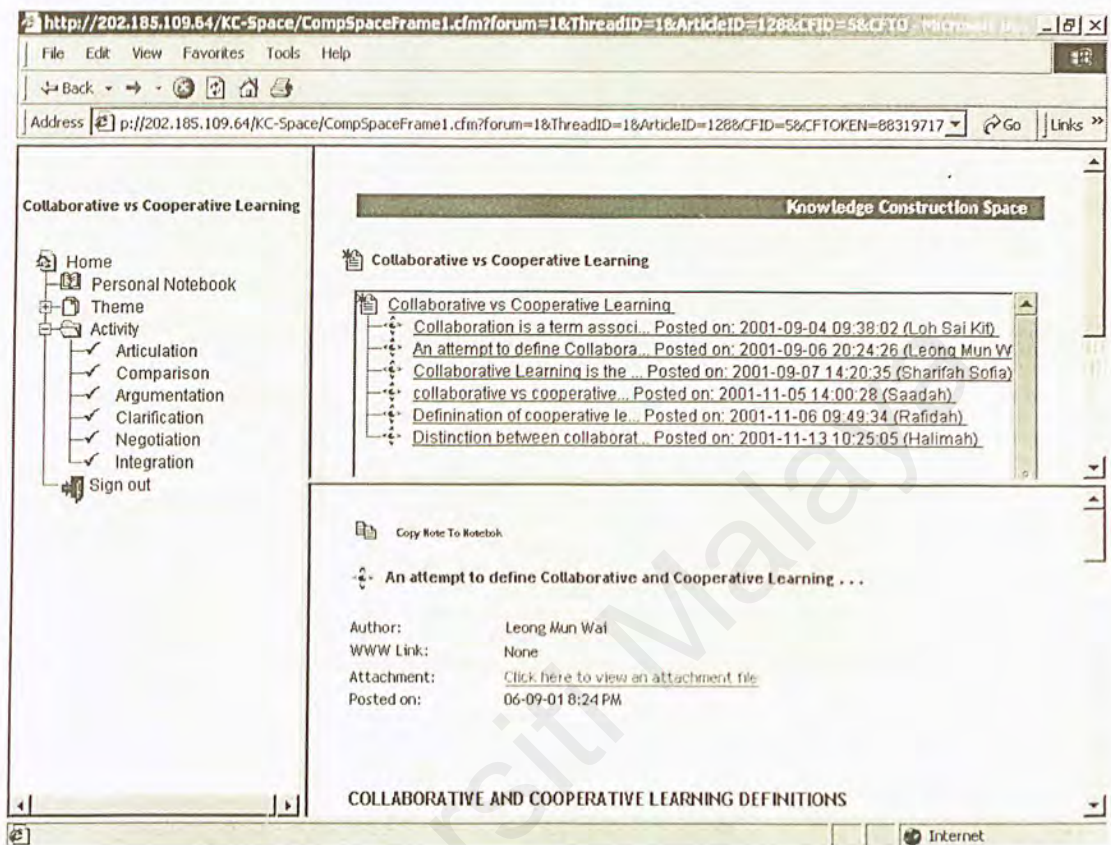 http://202.185.109.64/KC-Space/CompSpaceFrame1.cfm?forum=1&ThreadID=1&ArticleID=128&CFID=5&CFTO - Microsoft
File Edit View Favorites Tools Help
Back
Address p://202.185.109.64/KC-Space/CompSpaceFrame1.cfm?forum=1&ThreadID=1&ArticleID=128&CFID=5&CFTOKEN=88319717 Go Links »
Collaborative vs Cooperative Learning
Home
Personal Notebook
Theme
Activity
Articulation
Comparison
Argumentation
Clarification
Negotiation
Integration
Sign out
Knowledge Construction Space
Collaborative vs Cooperative Learning
Collaborative vs Cooperative Learning
Collaboration is a term associ... Posted on: 2001-09-04 09:38:02 (Loh Sai Kit)
An attempt to define Collabora... Posted on: 2001-09-06 20:24:26 (Leong Mun W
Collaborative Learning is the ... Posted on: 2001-09-07 14:20:35 (Sharifah Sofia)
collaborative vs cooperative... Posted on: 2001-11-05 14:00:28 (Saadah)
Definination of cooperative le... Posted on: 2001-11-06 09:49:34 (Rafidah)
Distinction between collaborat... Posted on: 2001-11-13 10:25:05 (Halimah)
Copy Note To Notebok
An attempt to define Collaborative and Cooperative Learning . . .
Author: Leong Mun Wai
WWW Link: None
Attachment: Click here to view an attachment file
Posted on: 06-09-01 8:24 PM
COLLABORATIVE AND COOPERATIVE LEARNING DEFINITIONS
Internet
rsiti Malays